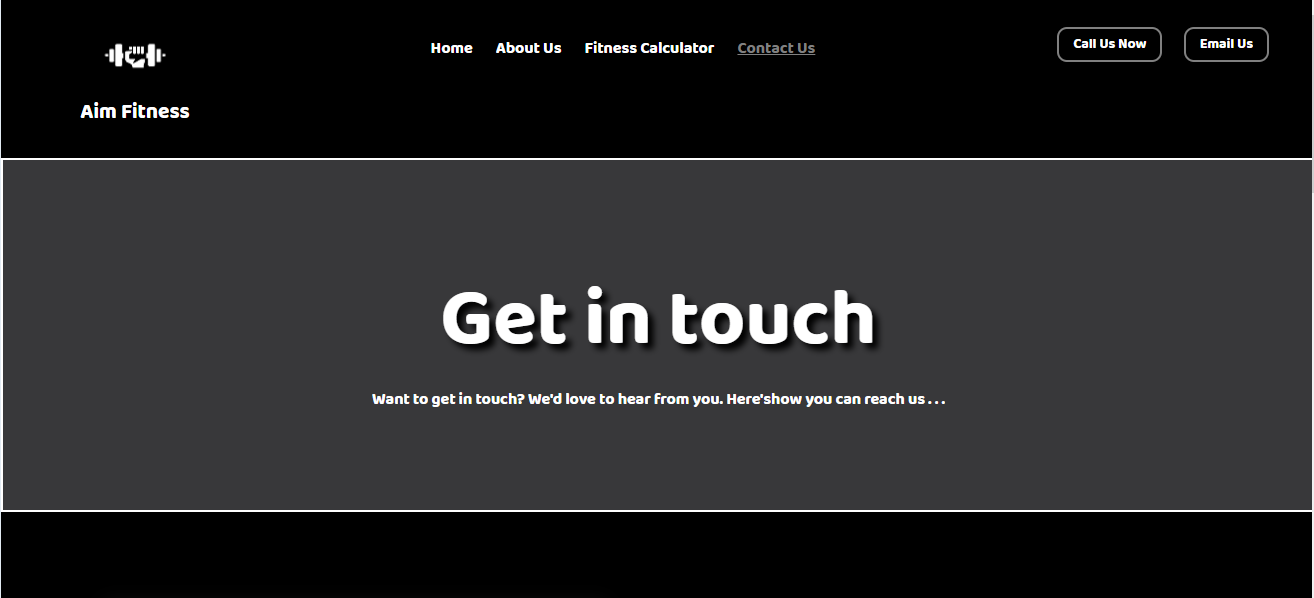 Home About Us Fitness Calculator Contact Us Call Us Now Email Us
Aim Fitness
Get in touch
Want to get in touch? We'd love to hear from you. Here'show you can reach us . . .